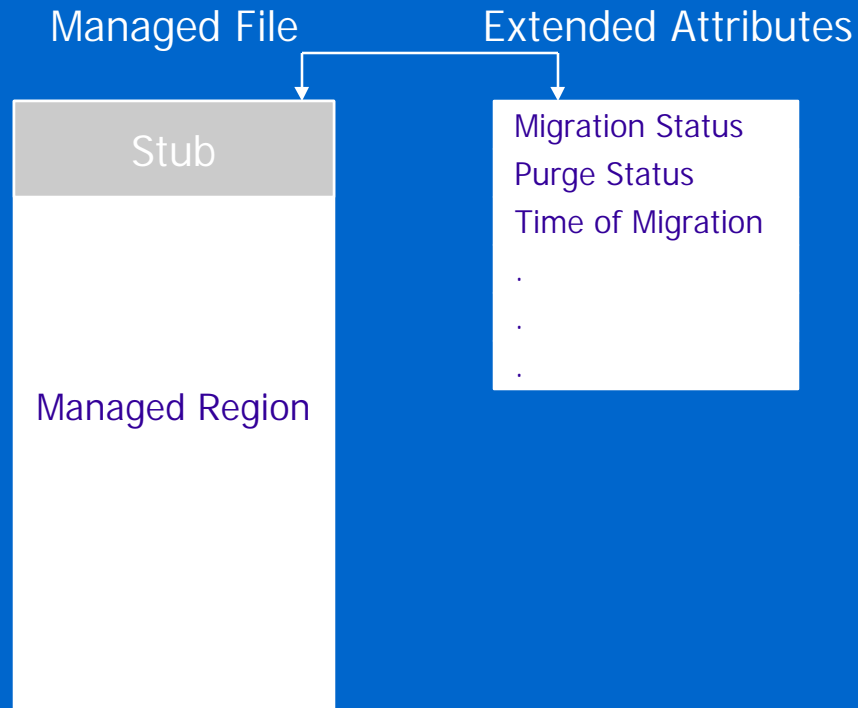 Managed File
Extended Attributes
Stub
Managed Region
Migration Status
Purge Status
Time of Migration
.
.
.